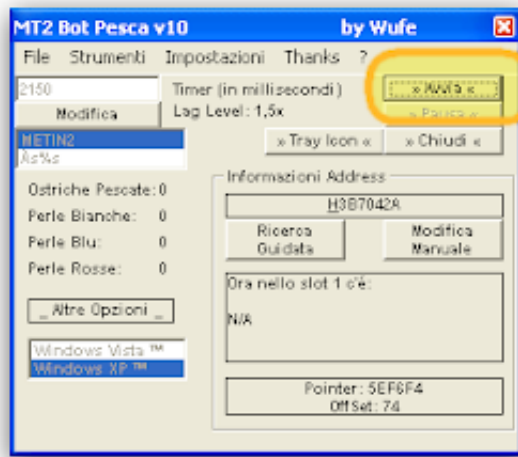 MT2 Bot Pesca v10 by Wufe
File Strumenti Impostazioni Thanks ?
2150
Timer (in millisecondi)
» Avvia «
Modifica
Lag Level: 1,5x
» Pausa «
METIN2
» Tray Icon «
» Chiudi «
As%s
Informazioni Address
Ostriche Pescate: 0
H3B7042A
Perle Bianche: 0
Ricerca
Guidata
Modifica
Manuale
Perle Blu: 0
Perle Rosse: 0
Ora nello slot 1 c'é:
N/A
_ Altre Opzioni _
Windows Vista ™
Windows XP ™
Pointer: 5EF6F4
OffSet: 74